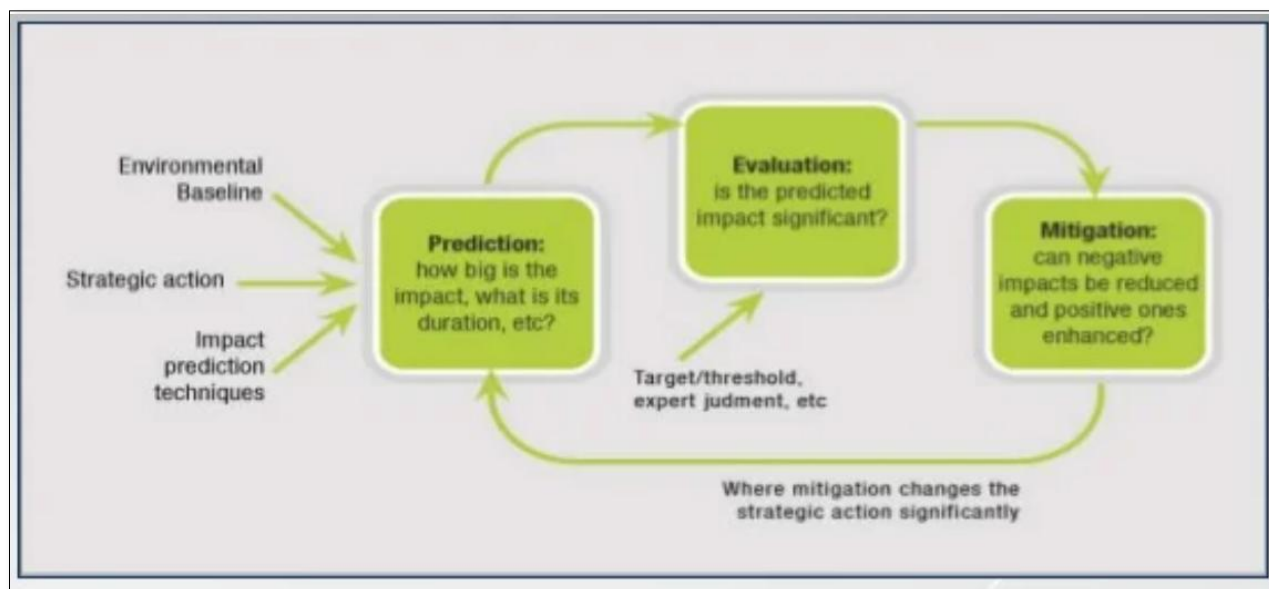 Environmental
Baseline
Strategic action
Impact
prediction
techniques
Prediction:
how big is the
impact, what is its
duration, etc?
Evaluation:
is the predicted
impact significant?
Target/threshold,
expert judment, etc
Mitigation:
can negative
impacts be reduced
and positive ones
enhanced?
Where mitigation changes the
strategic action significantly